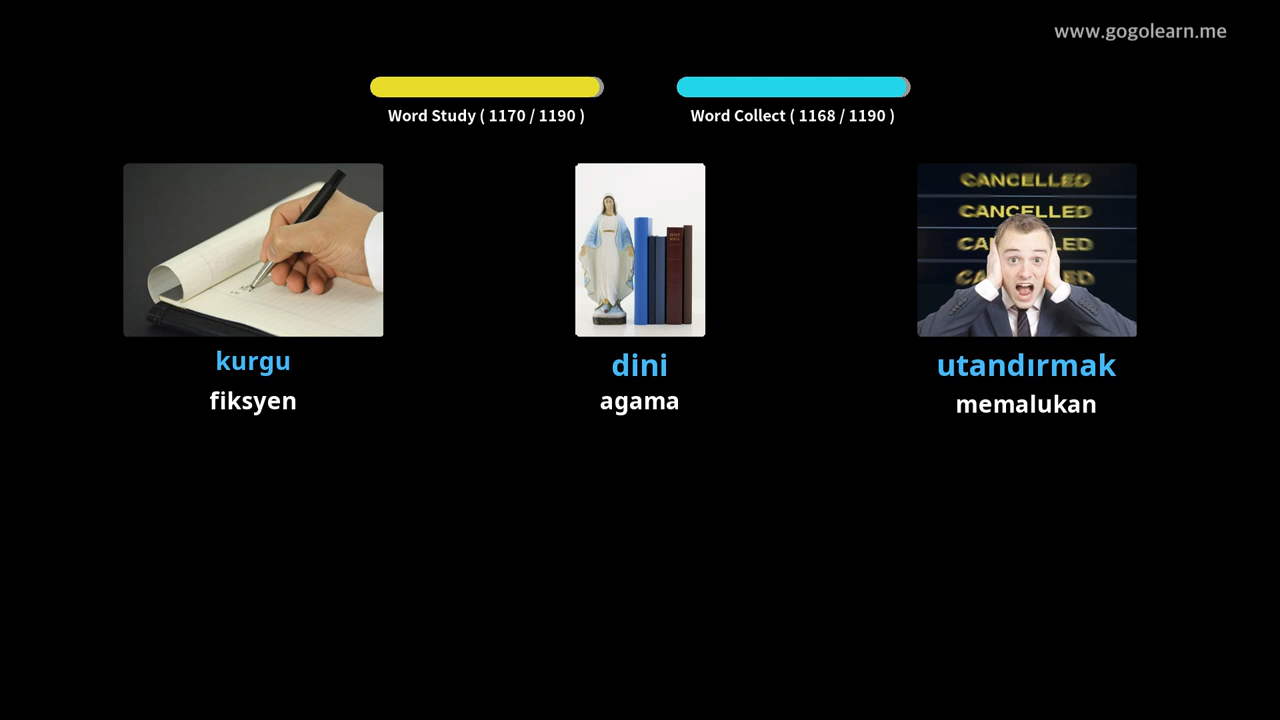 www.gogolearn.me
Word Study ( 1170 / 1190 )
Word Collect ( 1168 / 1190 )
CANCELLED
CANCELLED
kurgu
dini
utandırmak
fiksyen
agama
memalukan